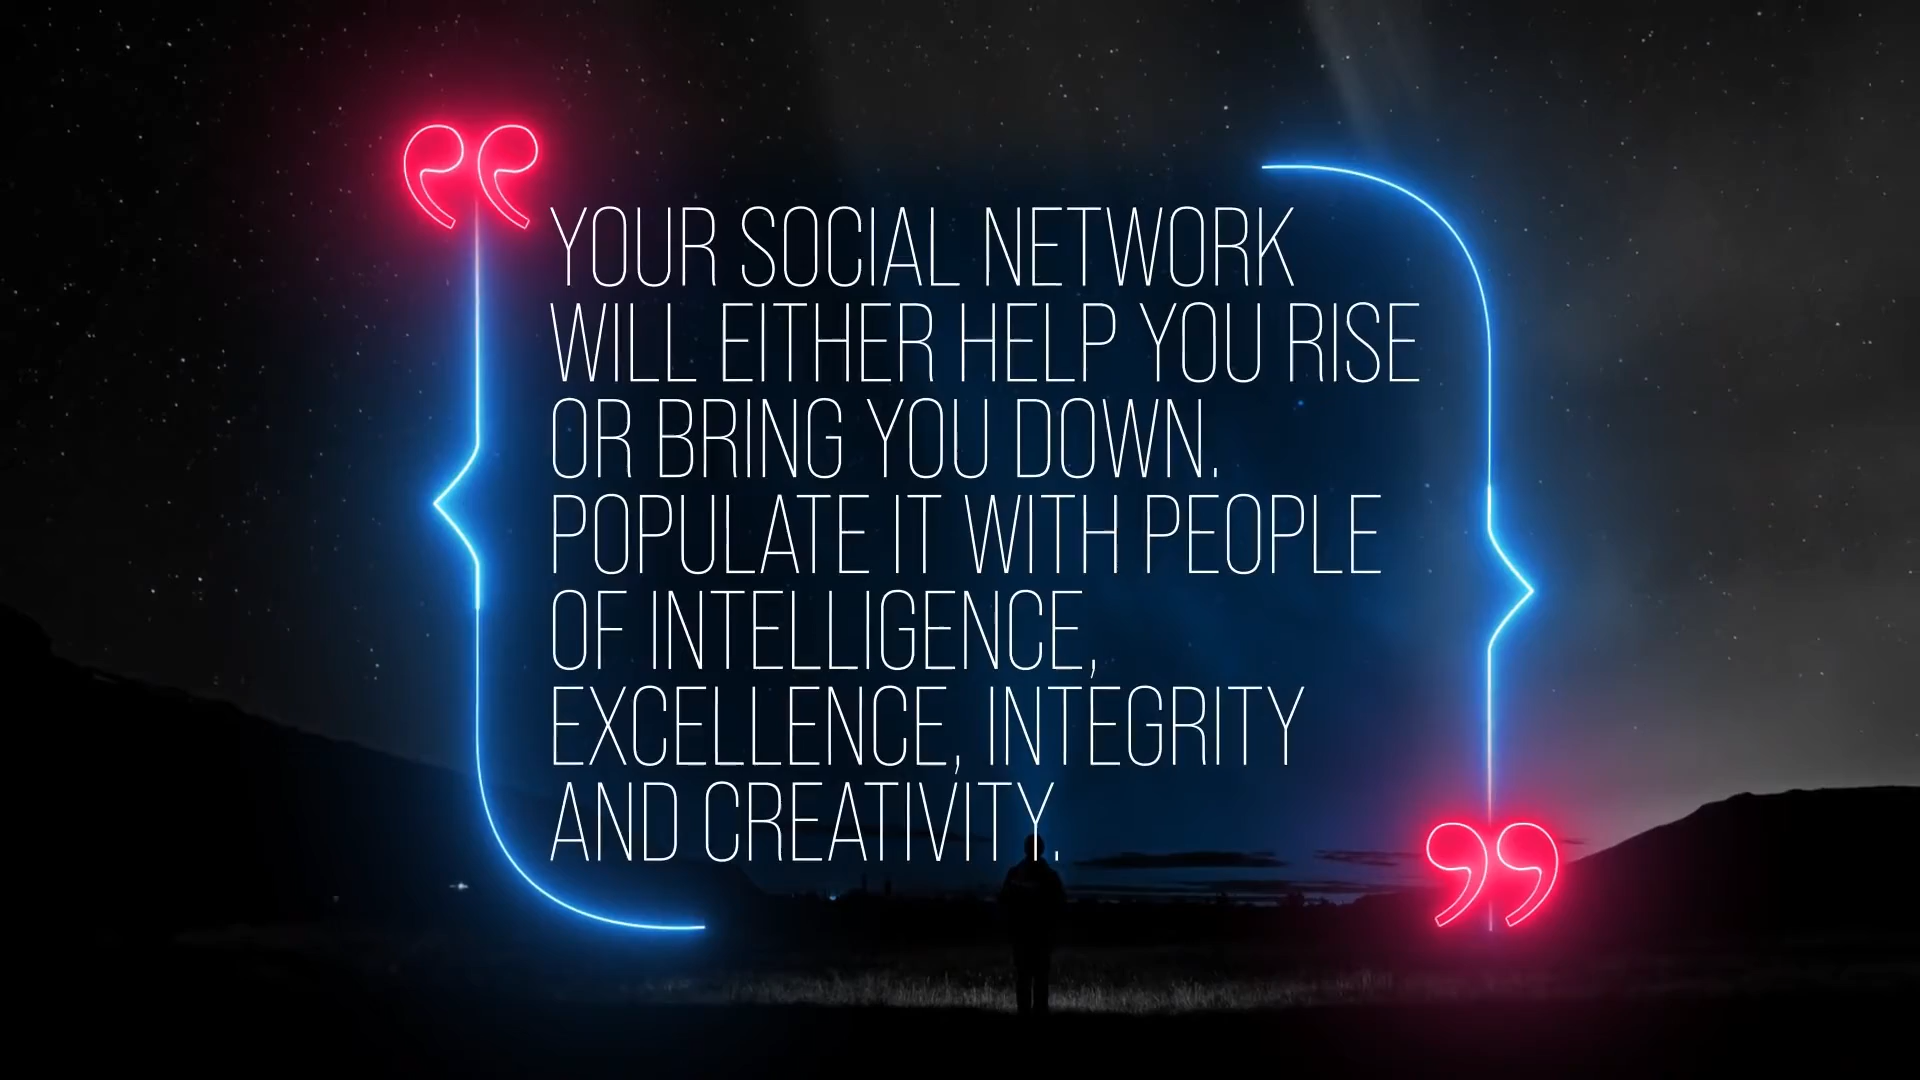 “YOUR SOCIAL NETWORK
WILL EITHER HELP YOU RISE
OR BRING YOU DOWN.
POPULATE IT WITH PEOPLE
OF INTELLIGENCE,
EXCELLENCE, INTEGRITY
AND CREATIVITY.”